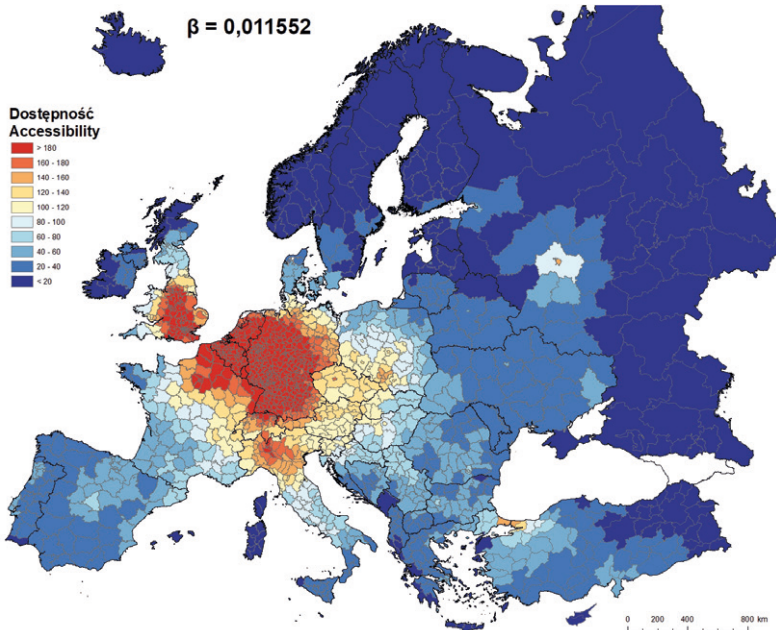 β = 0,011552
Dostępność
Accessibility
> 180
160 - 180
140 - 160
120 - 140
100 - 120
80 - 100
60 - 80
40 - 60
20 - 40
< 20
0 200 400 800 km